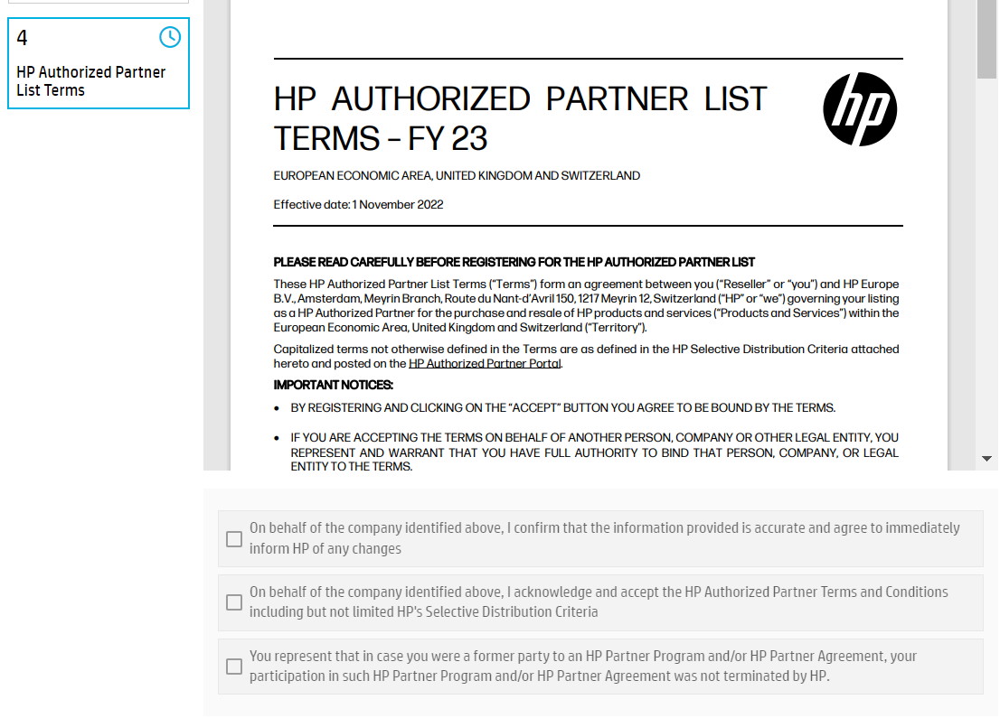 4
HP Authorized Partner
List Terms
HP AUTHORIZED PARTNER LIST
TERMS – FY 23
hp
EUROPEAN ECONOMIC AREA, UNITED KINGDOM AND SWITZERLAND
Effective date: 1 November 2022
PLEASE READ CAREFULLY BEFORE REGISTERING FOR THE HP AUTHORIZED PARTNER LIST
These HP Authorized Partner List Terms (“Terms”) form an agreement between you (“Reseller” or “you”) and HP Europe
B.V., Amsterdam, Meyrin Branch, Route du Nant-d’Avril 150, 1217 Meyrin 12, Switzerland (“HP” or “we”) governing your listing
as a HP Authorized Partner for the purchase and resale of HP products and services (“Products and Services”) within the
European Economic Area, United Kingdom and Switzerland (“Territory”).
Capitalized terms not otherwise defined in the Terms are as defined in the HP Selective Distribution Criteria attached
hereto and posted on the HP Authorized Partner Portal.
IMPORTANT NOTICES:
• BY REGISTERING AND CLICKING ON THE “ACCEPT” BUTTON YOU AGREE TO BE BOUND BY THE TERMS.
• IF YOU ARE ACCEPTING THE TERMS ON BEHALF OF ANOTHER PERSON, COMPANY OR OTHER LEGAL ENTITY, YOU
REPRESENT AND WARRANT THAT YOU HAVE FULL AUTHORITY TO BIND THAT PERSON, COMPANY, OR LEGAL
ENTITY TO THE TERMS.
On behalf of the company identified above, I confirm that the information provided is accurate and agree to immediately
inform HP of any changes
On behalf of the company identified above, I acknowledge and accept the HP Authorized Partner Terms and Conditions
including but not limited HP's Selective Distribution Criteria
You represent that in case you were a former party to an HP Partner Program and/or HP Partner Agreement, your
participation in such HP Partner Program and/or HP Partner Agreement was not terminated by HP.